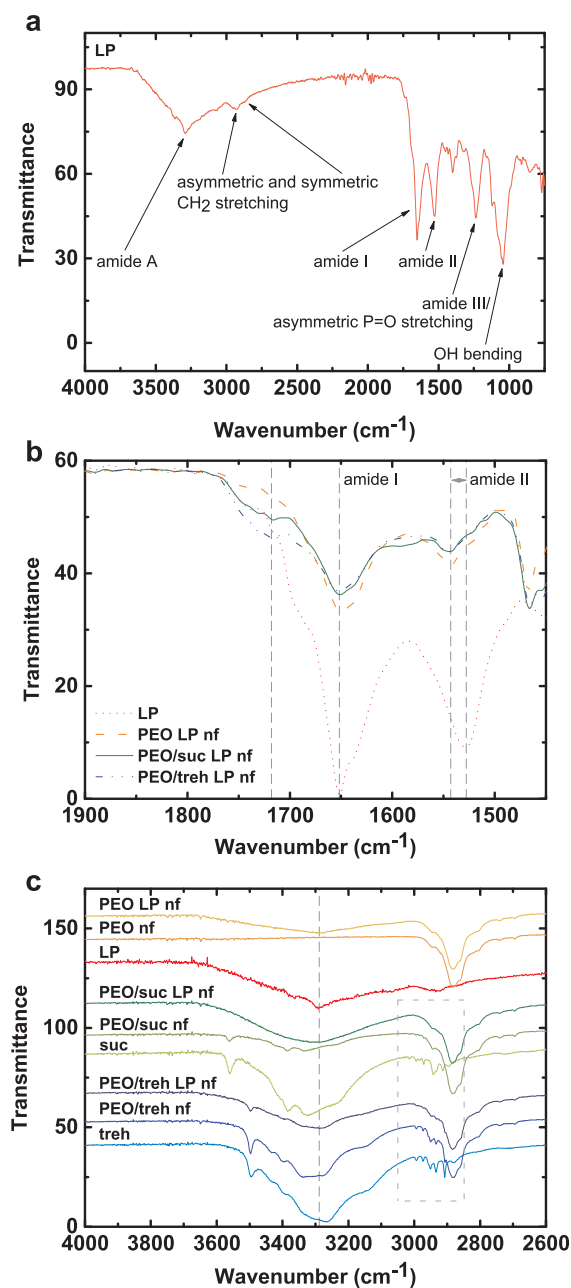 a
LP
90
60
30
0
Transmittance
asymmetric and symmetric
CH2 stretching
amide A
amide I
amide II
amide III/
asymmetric P=O stretching
OH bending
4000 3500 3000 2500 2000 1500 1000
Wavenumber (cm-1)
b
60
40
20
0
Transmittance
amide I
amide II
LP
PEO LP nf
PEO/suc LP nf
PEO/treh LP nf
1900 1800 1700 1600 1500
Wavenumber (cm-1)
c
150
100
50
0
Transmittance
PEO LP nf
PEO nf
LP
PEO/suc LP nf
PEO/suc nf
suc
PEO/treh LP nf
PEO/treh nf
treh
4000 3800 3600 3400 3200 3000 2800 2600
Wavenumber (cm-1)